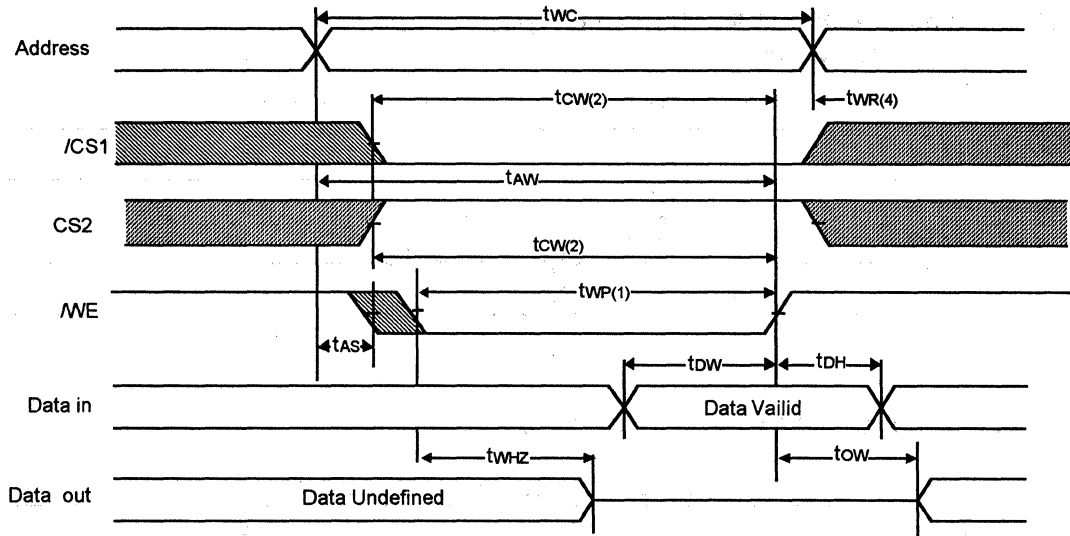 tWC
Address
tCW(2)
tWR(4)
/CS1
tAW
CS2
tCW(2)
/WE
tWP(1)
tAS
tDW
tDH
Data in
Data Vailid
tWHZ
tOW
Data out
Data Undefined